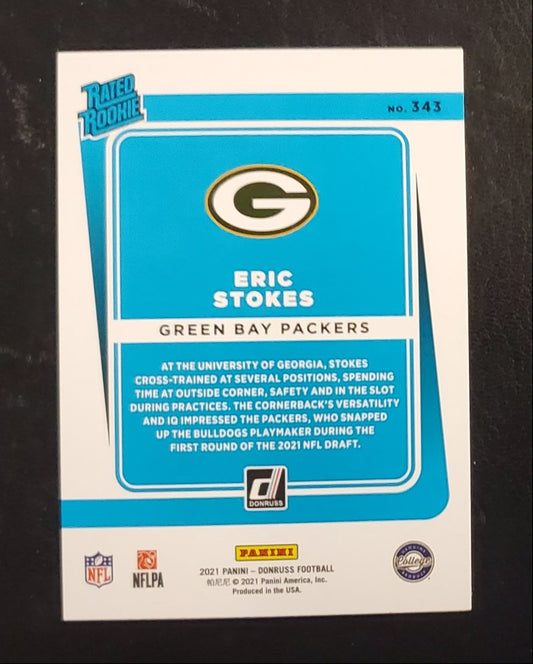 RATED
ROOKIE
NO. 343
G
ERIC
STOKES
GREEN BAY PACKERS
AT THE UNIVERSITY OF GEORGIA, STOKES
CROSS-TRAINED AT SEVERAL POSITIONS, SPENDING
TIME AT OUTSIDE CORNER, SAFETY AND IN THE SLOT
DURING PRACTICES. THE CORNERBACK'S VERSATILITY
AND IQ IMPRESSED THE PACKERS, WHO SNAPPED
UP THE BULLDOGS PLAYMAKER DURING THE
FIRST ROUND OF THE 2021 NFL DRAFT.
d
DONRUSS
PANINI
NFL
NFLPA
2021 PANINI – DONRUSS FOOTBALL
帕尼尼 © 2021 Panini America, Inc.
Produced in the USA.
GENUINE
College
PRODUCT